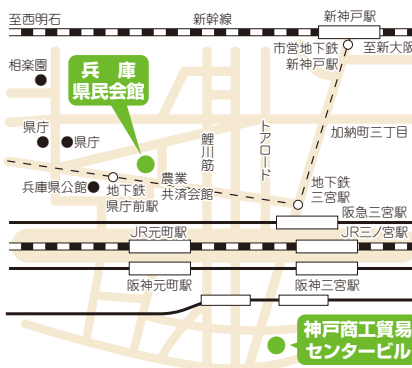 至西明石
新幹線
新神戸駅
市営地下鉄
新神戸駅
至新大阪
相楽園
兵庫
県民会館
県庁
県庁
鯉川筋
トアロード
加納町三丁目
兵庫県公館
地下鉄
県庁前駅
農業
共済会館
地下鉄
三宮駅
阪急三宮駅
JR元町駅
JR三ノ宮駅
阪神元町駅
阪神三宮駅
神戸商工貿易
センタービル